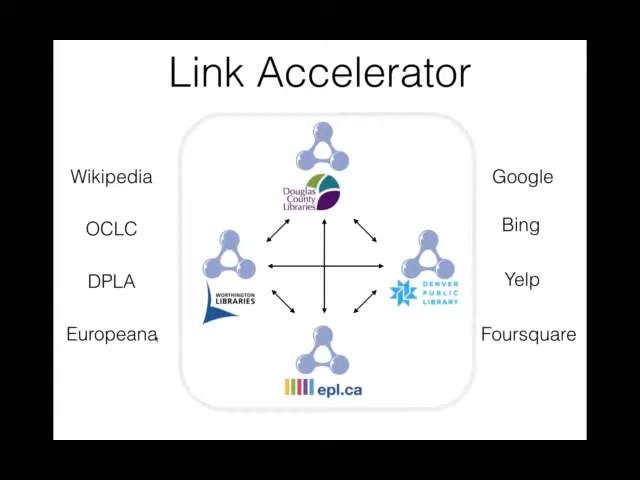 Link Accelerator
Wikipedia
OCLC
DPLA
Europeana
Douglas
County
Libraries
WORTHINGTON
LIBRARIES
DENVER
PUBLIC
LIBRARY
epl.ca
Google
Bing
Yelp
Foursquare